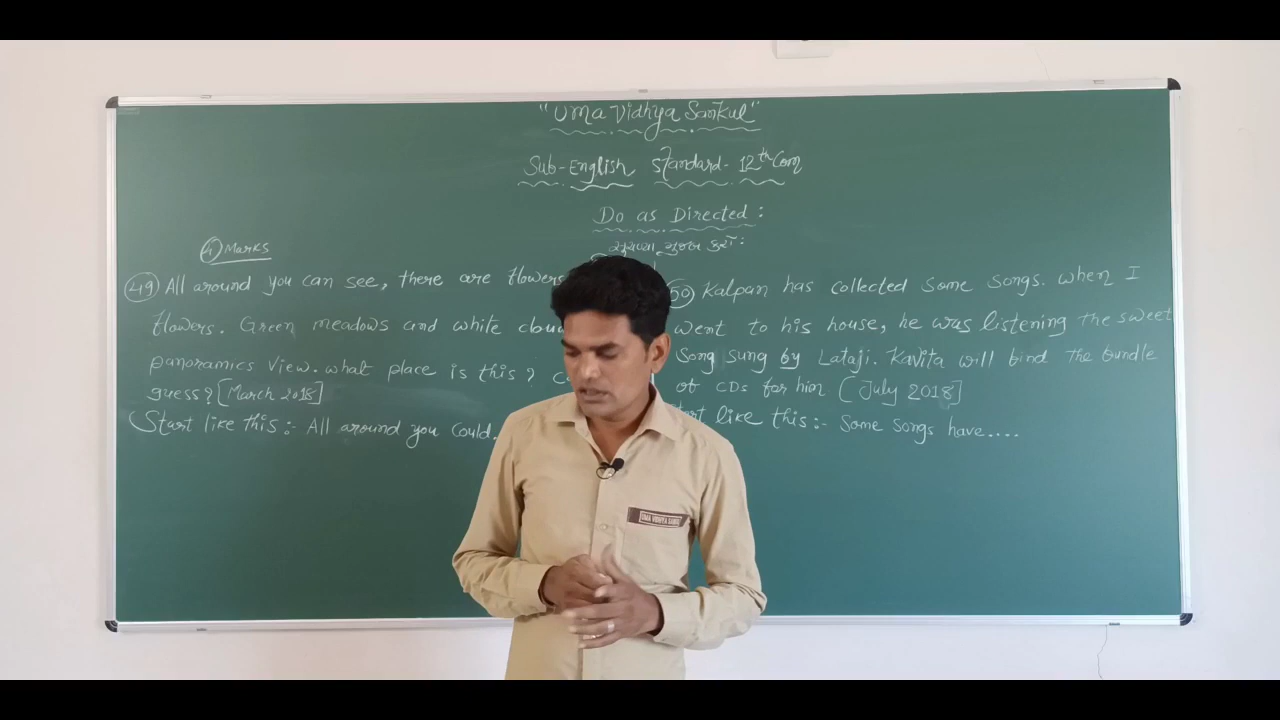 "Uma Vidhya Sankul"
Sub-English Standard-12th Com
Do as Directed:
સૂચવ્યા મુજબ કરો:
4 Marks
49 All around you can see, there are flowers
flowers. Green meadows and white
panoramics view. what place is this?
guess? [March 2018]
Start like this:- All around you Could.
50 Kalpan has collected some songs. when I
went to his house, he was listening the sweet
song sung by Lataji. Kavita will bind the bundle
of CDs for him. (July 2018]
like this:- Some songs have....
UMA VIDHYA